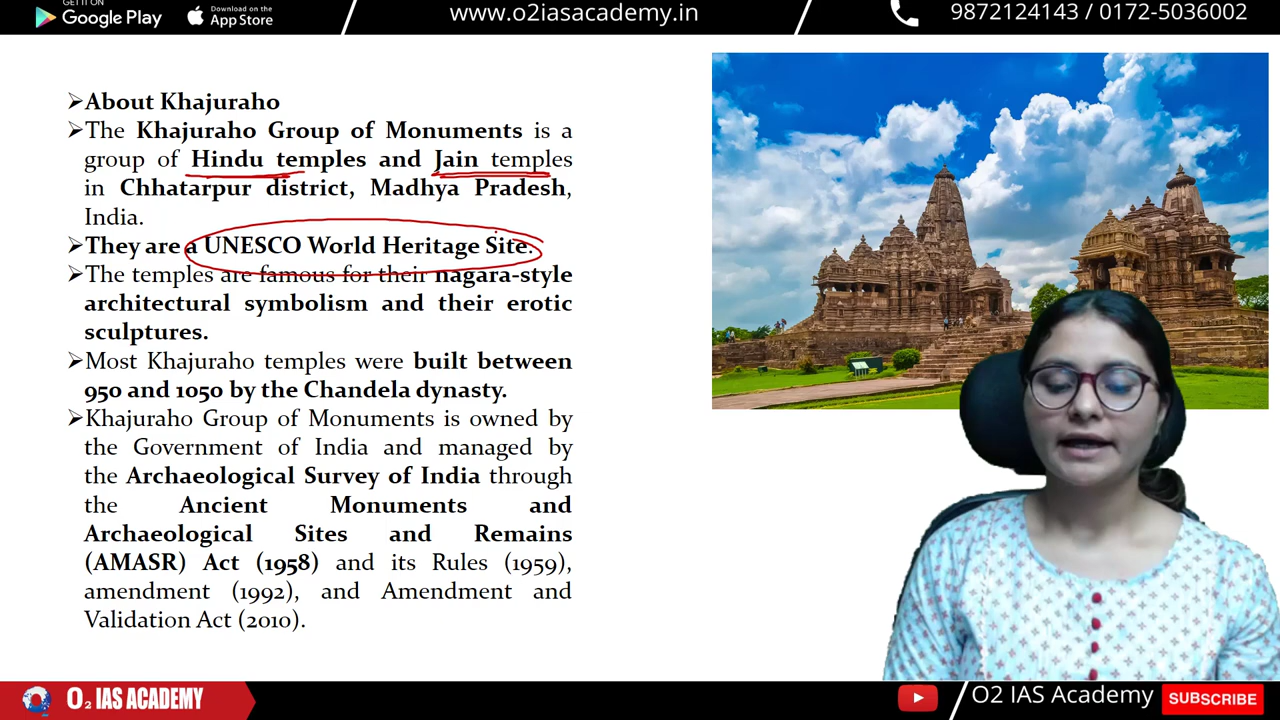 GET IT ON
Google Play
Download on the
App Store
www.o2iasacademy.in
9872124143 / 0172-5036002
➢About Khajuraho
➢The Khajuraho Group of Monuments is a
group of Hindu temples and Jain temples
in Chhatarpur district, Madhya Pradesh,
India.
➢They are a UNESCO World Heritage Site.
➢The temples are famous for their nagara-style
architectural symbolism and their erotic
sculptures.
➢Most Khajuraho temples were built between
950 and 1050 by the Chandela dynasty.
➢Khajuraho Group of Monuments is owned by
the Government of India and managed by
the Archaeological Survey of India through
the Ancient Monuments and
Archaeological Sites and Remains
(AMASR) Act (1958) and its Rules (1959),
amendment (1992), and Amendment and
Validation Act (2010).
O2 IAS ACADEMY
O2 IAS Academy
SUBSCRIBE